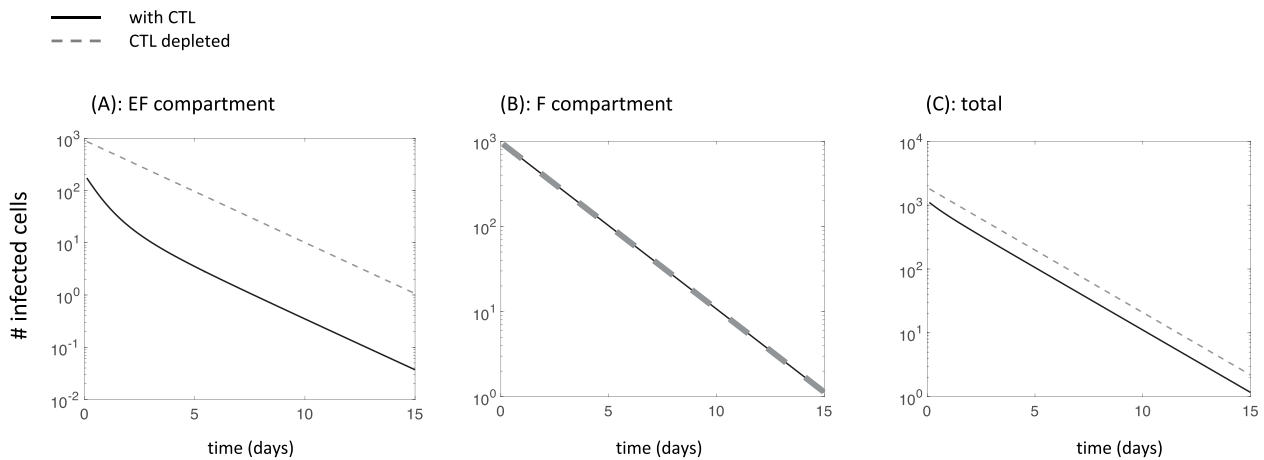 with CTL
CTL depleted
(A): EF compartment
(B): F compartment
(C): total
# infected cells
10^3
10^2
10^1
10^0
10^-1
10^-2
0 5 10 15
time (days)
10^3
10^2
10^1
10^0
0 5 10 15
time (days)
10^4
10^3
10^2
10^1
10^0
0 5 10 15
time (days)